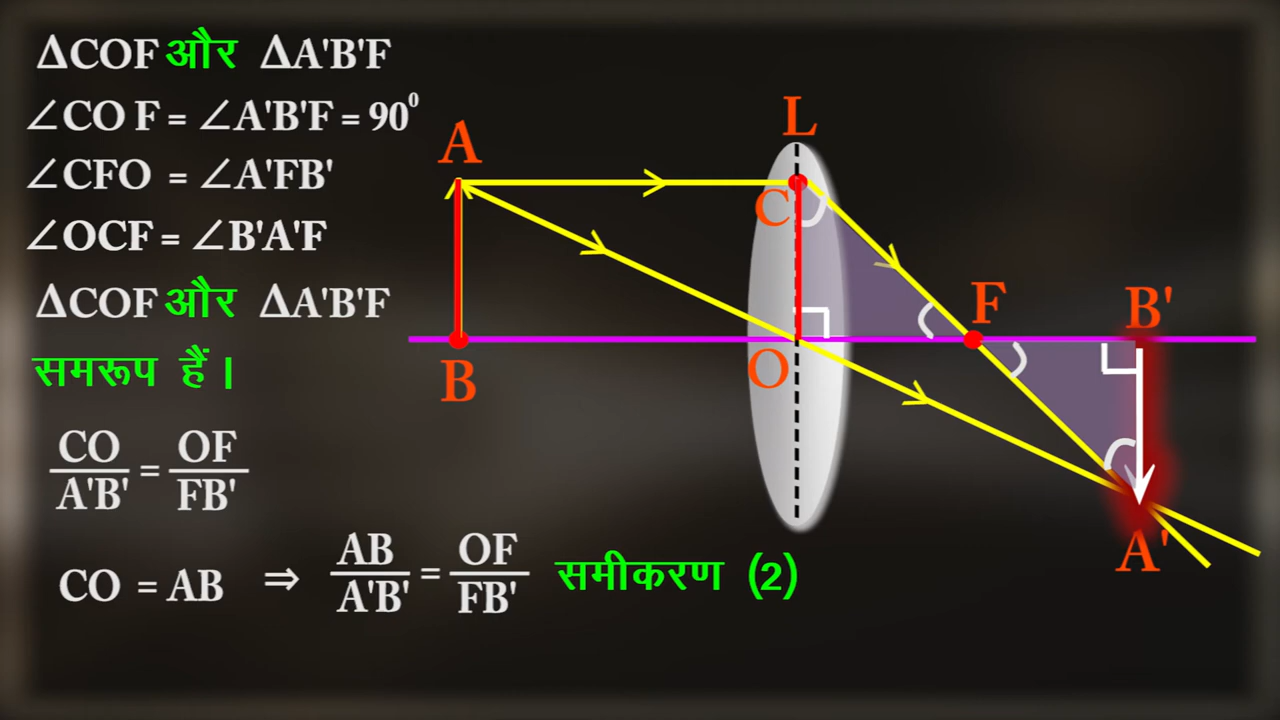 ΔCOF और ΔA'B'F
∠CO F = ∠A'B'F = 90⁰
∠CFO = ∠A'FB'
∠OCF = ∠B'A'F
ΔCOF और ΔA'B'F
समरूप हैं।
CO/A'B' = OF/FB'
CO = AB ⇒ AB/A'B' = OF/FB' समीकरण (2)
L
A
C
F
B'
B
O
A'